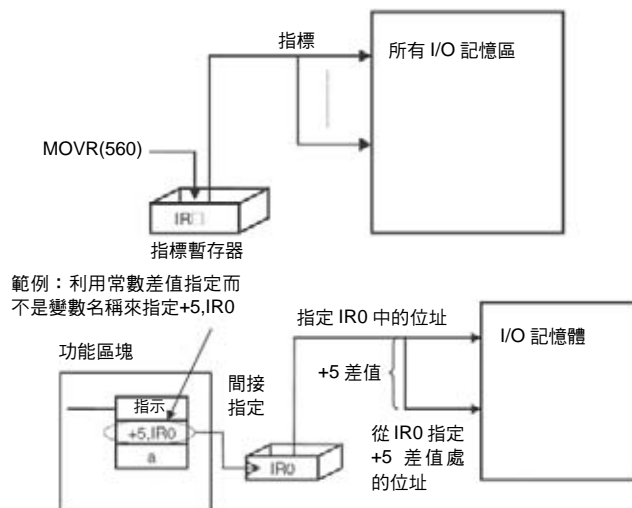 指標
所有 I/O 記憶區
MOVR(560)
IR□
指標暫存器
範例：利用常數差值指定而
不是變數名稱來指定+5,IR0
功能區塊
指示
+5,IR0
a
間接
指定
IR0
指定 IR0 中的位址
+5 差值
從 IR0 指定
+5 差值處
的位址
I/O 記憶體